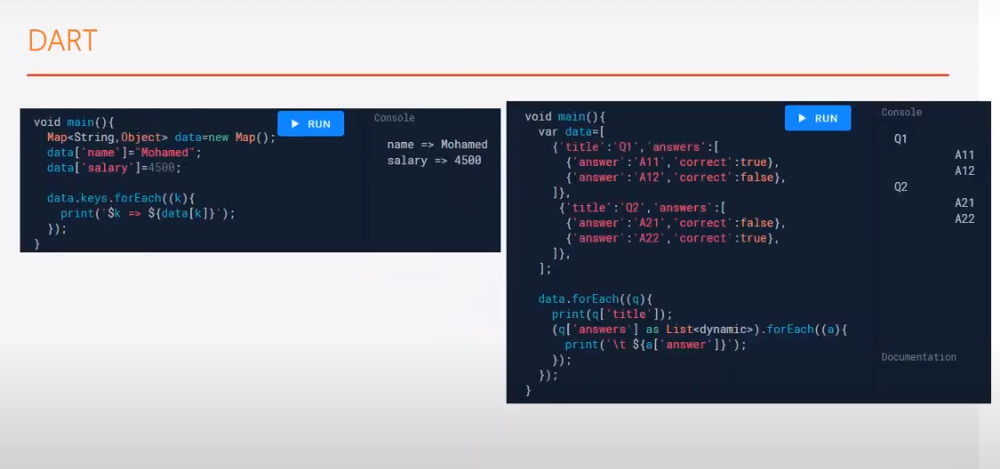 DART
void main(){
  Map<String,Object> data=new Map();
  data['name']="Mohamed";
  data['salary']=4500;
  data.keys.forEach((k){
    print('$k => ${data[k]}');
  });
}
RUN
Console
name => Mohamed
salary => 4500
void main(){
  var data=[
    {'title':'Q1','answers':[
      {'answer':'A11','correct':true},
      {'answer':'A12','correct':false},
    ]},
    {'title':'Q2','answers':[
      {'answer':'A21','correct':false},
      {'answer':'A22','correct':true},
    ]},
  ];
  data.forEach((q){
    print(q['title']);
    (q['answers'] as List<dynamic>).forEach((a){
      print('\t ${a['answer']}');
    });
  });
}
RUN
Console
Q1
A11
A12
Q2
A21
A22
Documentation